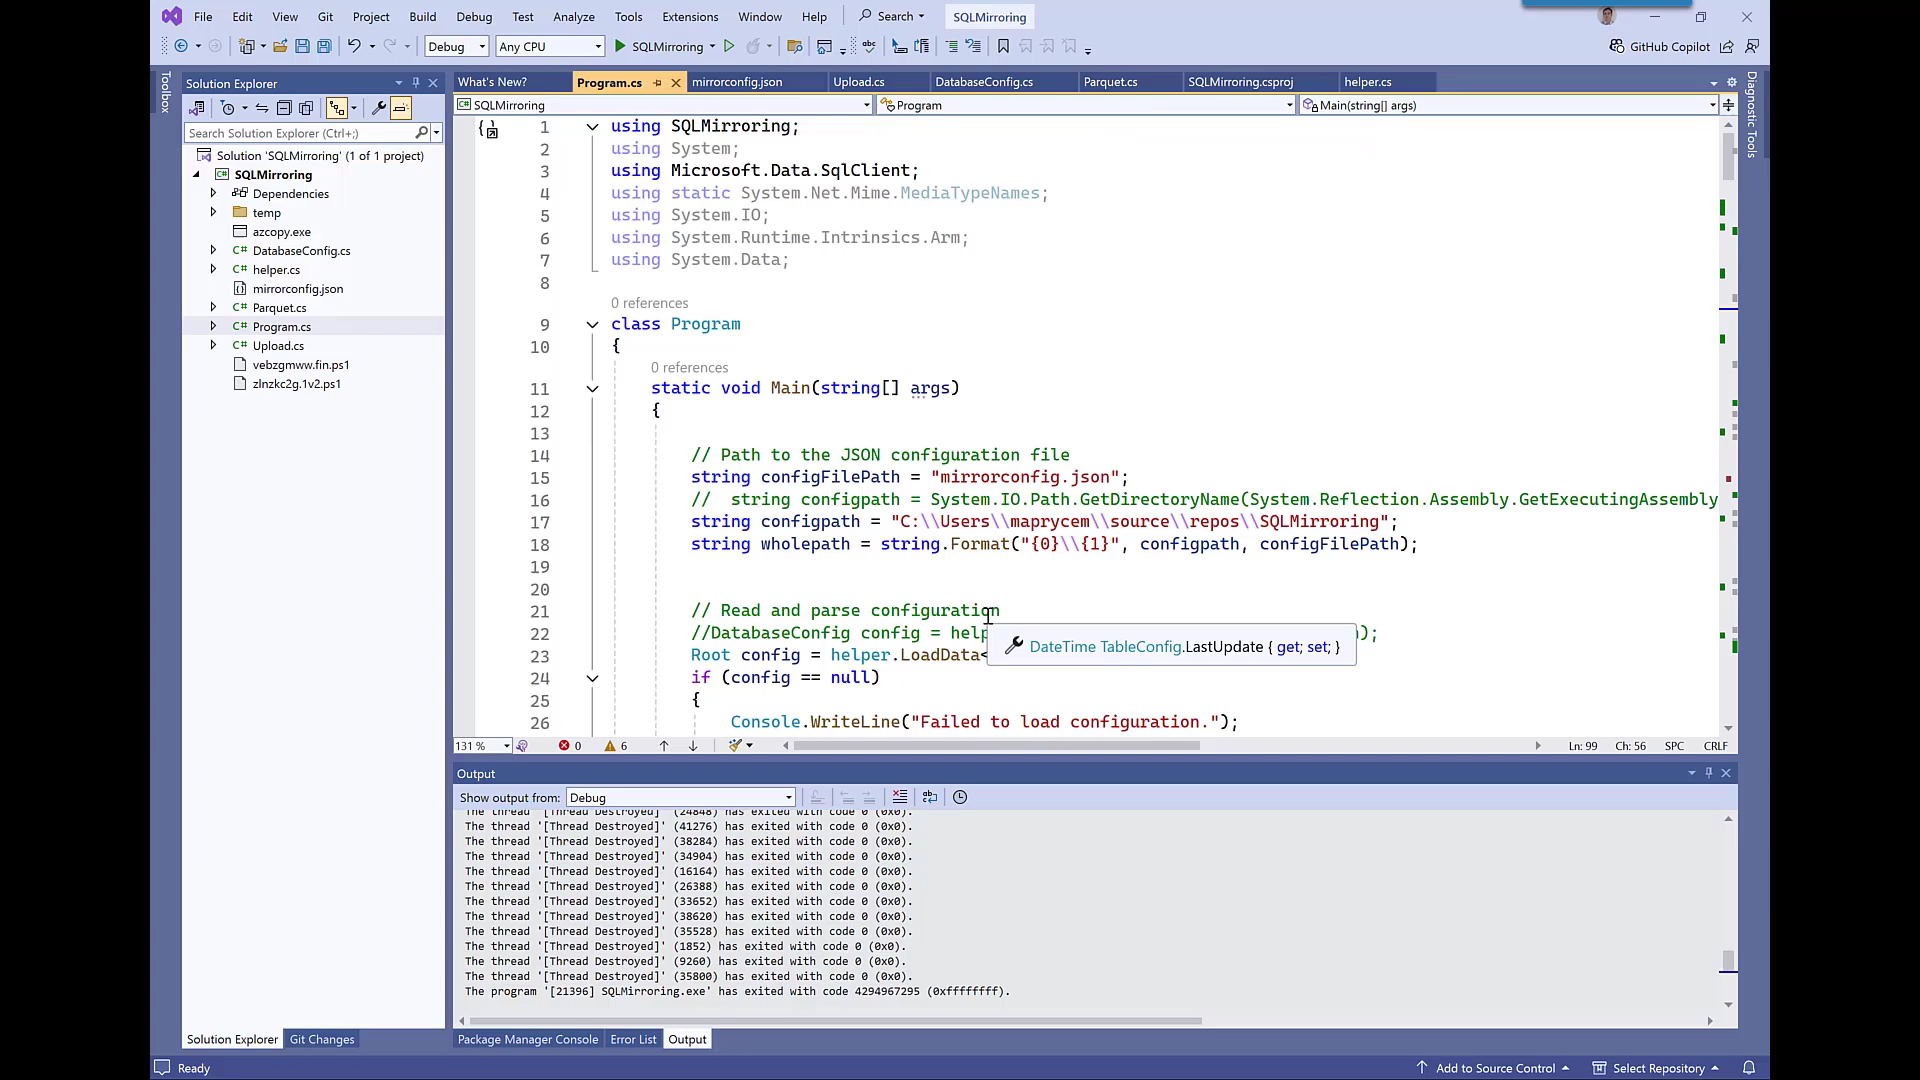 File Edit View Git Project Build Debug Test Analyze Tools Extensions Window Help Search SQLMirroring
Debug Any CPU SQLMirroring GitHub Copilot
Toolbox
Solution Explorer
Search Solution Explorer (Ctrl+;)
Solution 'SQLMirroring' (1 of 1 project)
SQLMirroring
Dependencies
temp
azcopy.exe
C# DatabaseConfig.cs
C# helper.cs
mirrorconfig.json
C# Parquet.cs
C# Program.cs
C# Upload.cs
vebzgmww.fin.ps1
zlnzkc2g.1v2.ps1
Solution Explorer Git Changes
What's New? Program.cs mirrorconfig.json Upload.cs DatabaseConfig.cs Parquet.cs SQLMirroring.csproj helper.cs
SQLMirroring Program Main(string[] args)
1 using SQLMirroring;
2 using System;
3 using Microsoft.Data.SqlClient;
4 using static System.Net.Mime.MediaTypeNames;
5 using System.IO;
6 using System.Runtime.Intrinsics.Arm;
7 using System.Data;
8
0 references
9 class Program
10 {
0 references
11 static void Main(string[] args)
12 {
13
14 // Path to the JSON configuration file
15 string configFilePath = "mirrorconfig.json";
16 // string configpath = System.IO.Path.GetDirectoryName(System.Reflection.Assembly.GetExecutingAssembly
17 string configpath = "C:\\Users\\maprycem\\source\\repos\\SQLMirroring";
18 string wholepath = string.Format("{0}\\{1}", configpath, configFilePath);
19
20
21 // Read and parse configuration
22 //DatabaseConfig config = help );
DateTime TableConfig.LastUpdate { get; set; }
23 Root config = helper.LoadData<
24 if (config == null)
25 {
26 Console.WriteLine("Failed to load configuration.");
131 % 0 6 Ln: 99 Ch: 56 SPC CRLF
Output
Show output from: Debug
The thread '[Thread Destroyed]' (24848) has exited with code 0 (0x0).
The thread '[Thread Destroyed]' (41276) has exited with code 0 (0x0).
The thread '[Thread Destroyed]' (38284) has exited with code 0 (0x0).
The thread '[Thread Destroyed]' (34904) has exited with code 0 (0x0).
The thread '[Thread Destroyed]' (16164) has exited with code 0 (0x0).
The thread '[Thread Destroyed]' (26388) has exited with code 0 (0x0).
The thread '[Thread Destroyed]' (33652) has exited with code 0 (0x0).
The thread '[Thread Destroyed]' (38620) has exited with code 0 (0x0).
The thread '[Thread Destroyed]' (35528) has exited with code 0 (0x0).
The thread '[Thread Destroyed]' (1852) has exited with code 0 (0x0).
The thread '[Thread Destroyed]' (9260) has exited with code 0 (0x0).
The thread '[Thread Destroyed]' (35800) has exited with code 0 (0x0).
The program '[21396] SQLMirroring.exe' has exited with code 4294967295 (0xffffffff).
Package Manager Console Error List Output
Diagnostic Tools
Ready Add to Source Control Select Repository